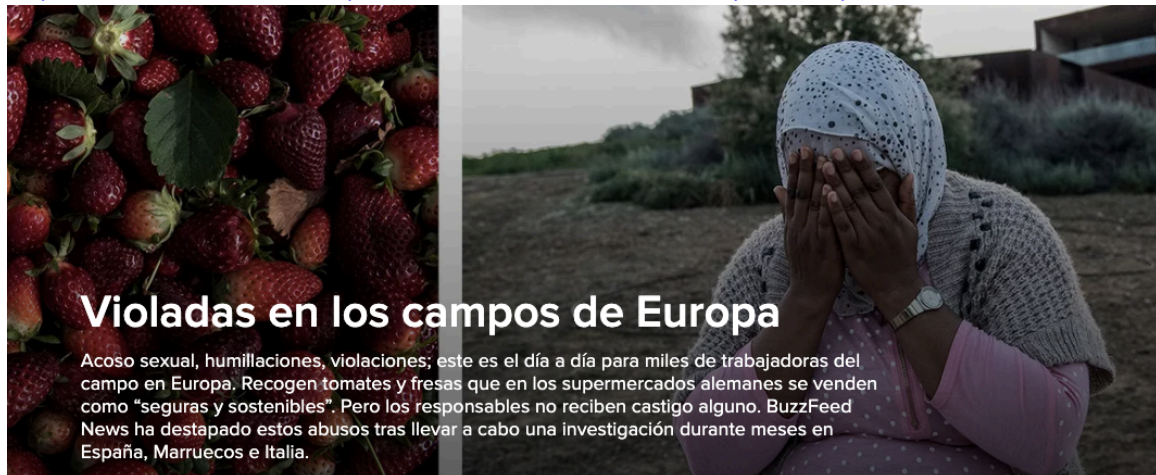 Violadas en los campos de Europa
Acoso sexual, humillaciones, violaciones; este es el día a día para miles de trabajadoras del
campo en Europa. Recogen tomates y fresas que en los supermercados alemanes se venden
como “seguras y sostenibles”. Pero los responsables no reciben castigo alguno. BuzzFeed
News ha destapado estos abusos tras llevar a cabo una investigación durante meses en
España, Marruecos e Italia.